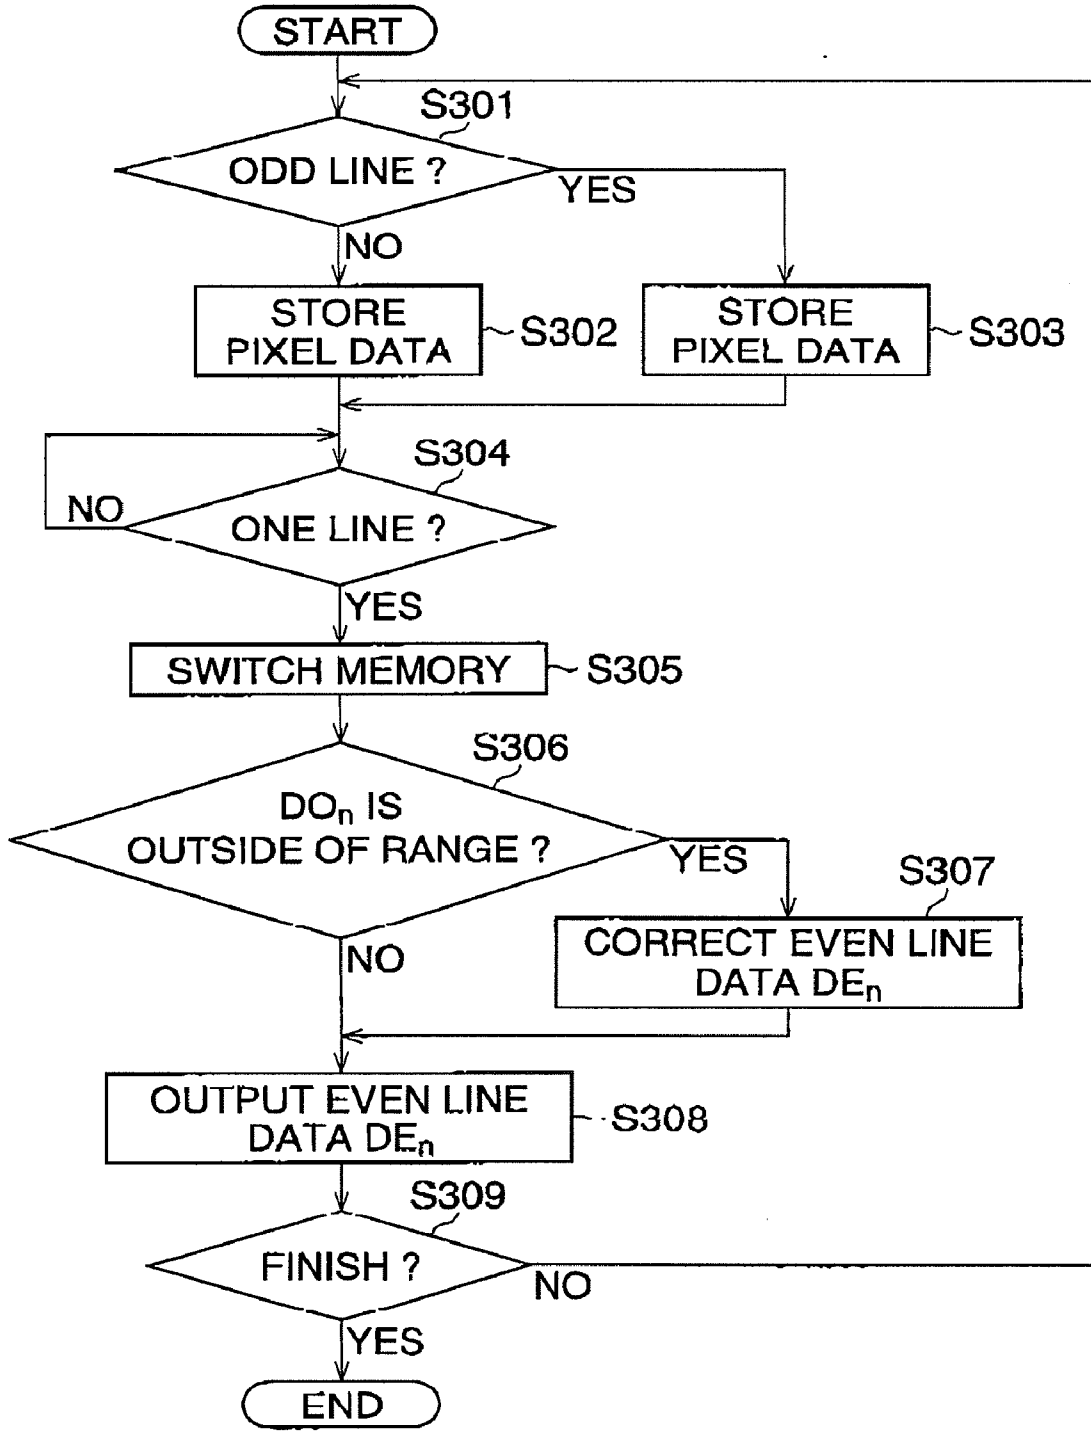 START
S301
ODD LINE ?
YES
NO
STORE
PIXEL DATA
S302
STORE
PIXEL DATA
S303
S304
NO
ONE LINE ?
YES
SWITCH MEMORY
S305
S306
DOn IS
OUTSIDE OF RANGE ?
YES
NO
S307
CORRECT EVEN LINE
DATA DEn
OUTPUT EVEN LINE
DATA DEn
S308
S309
FINISH ?
NO
YES
END